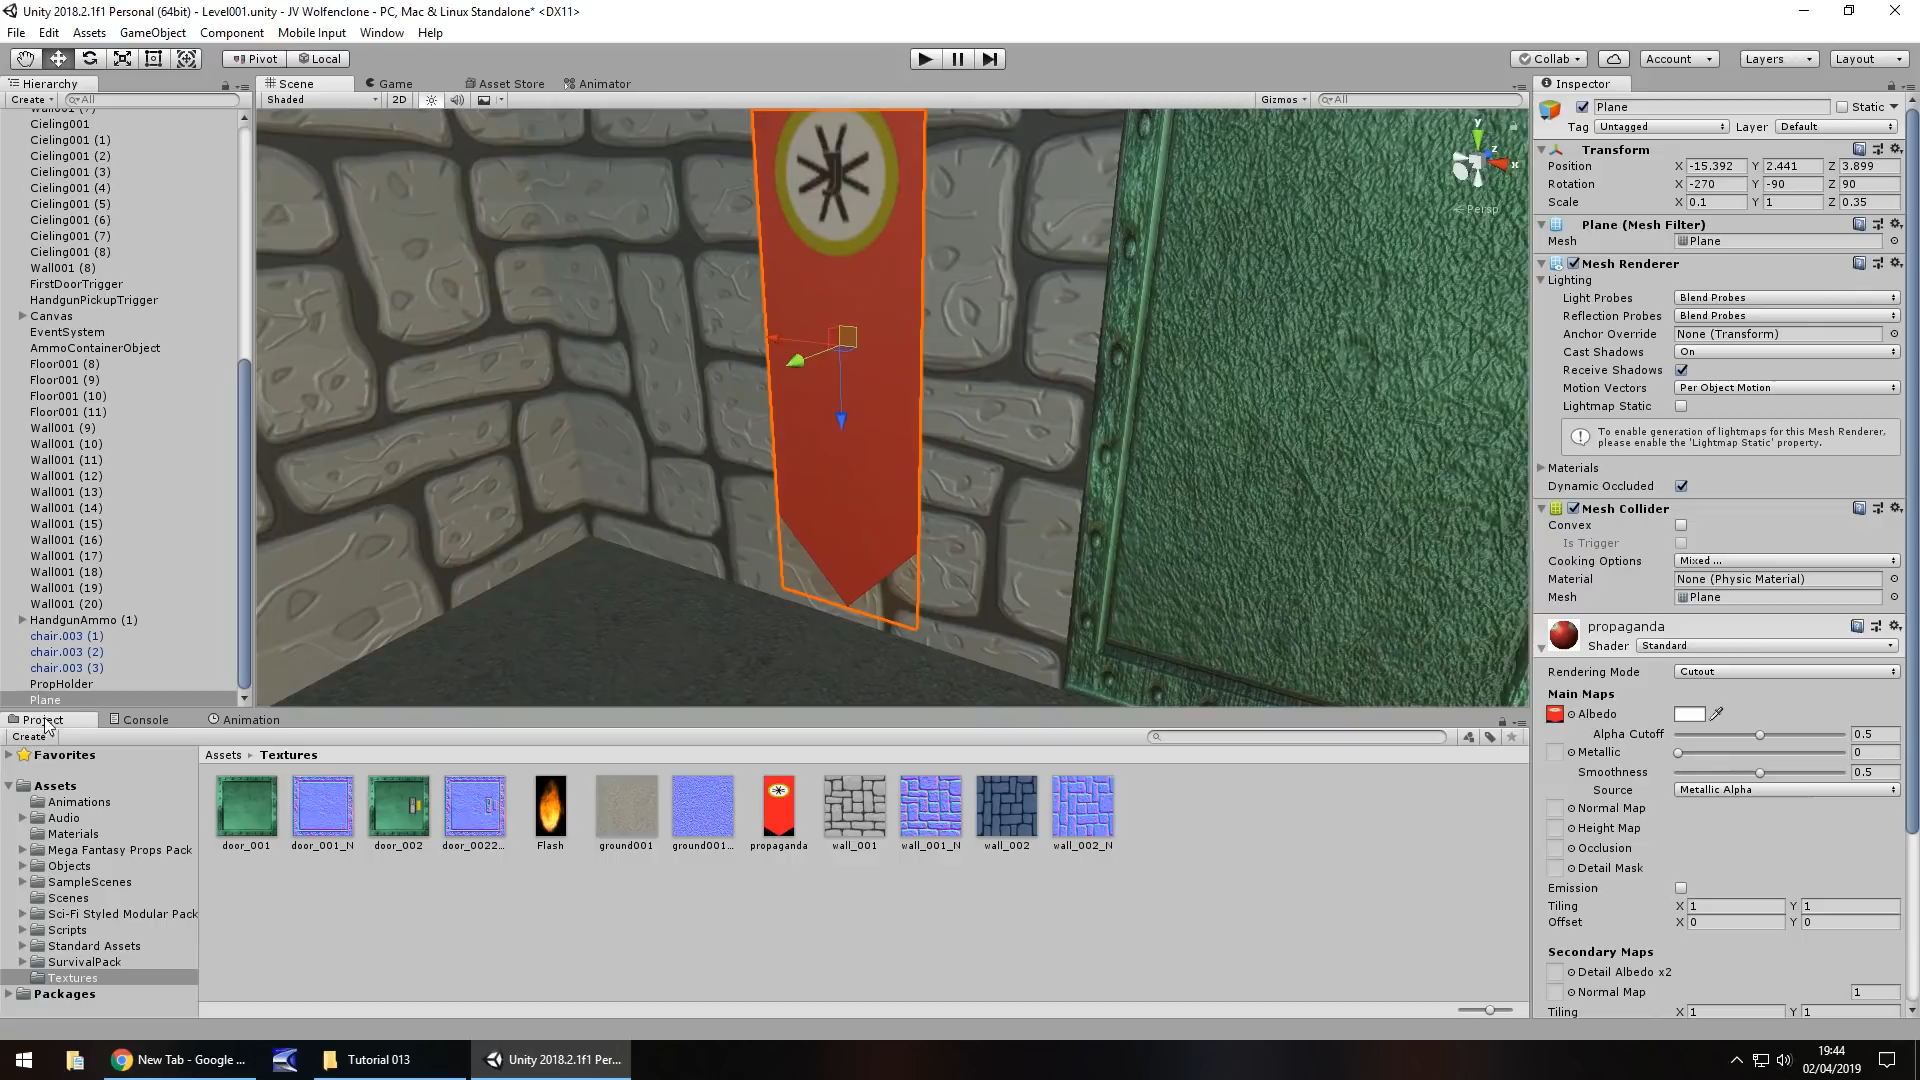 Unity 2018.2.1f1 Personal (64bit) - Level001.unity - JV Wolfenclone - PC, Mac & Linux Standalone* <DX11>
File Edit Assets GameObject Component Mobile Input Window Help
Pivot Local Collab Account Layers Layout
Hierarchy Scene Game Asset Store Animator Inspector
Create All Shaded 2D Gizmos All
Plane Static
Tag Untagged Layer Default
Cieling001
Cieling001 (1)
Cieling001 (2)
Cieling001 (3)
Cieling001 (4)
Cieling001 (5)
Cieling001 (6)
Cieling001 (7)
Cieling001 (8)
Wall001 (8)
FirstDoorTrigger
HandgunPickupTrigger
Canvas
EventSystem
AmmoContainerObject
Floor001 (8)
Floor001 (9)
Floor001 (10)
Floor001 (11)
Wall001 (9)
Wall001 (10)
Wall001 (11)
Wall001 (12)
Wall001 (13)
Wall001 (14)
Wall001 (15)
Wall001 (16)
Wall001 (17)
Wall001 (18)
Wall001 (19)
Wall001 (20)
HandgunAmmo (1)
chair.003 (1)
chair.003 (2)
chair.003 (3)
PropHolder
Plane
y
z
x
Persp
Transform
Position X -15.392 Y 2.441 Z 3.899
Rotation X -270 Y -90 Z 90
Scale X 0.1 Y 1 Z 0.35
Plane (Mesh Filter)
Mesh Plane
Mesh Renderer
Lighting
Light Probes Blend Probes
Reflection Probes Blend Probes
Anchor Override None (Transform)
Cast Shadows On
Receive Shadows
Motion Vectors Per Object Motion
Lightmap Static
To enable generation of lightmaps for this Mesh Renderer,
please enable the 'Lightmap Static' property.
Materials
Dynamic Occluded
Mesh Collider
Convex
Is Trigger
Cooking Options Mixed ...
Material None (Physic Material)
Mesh Plane
propaganda
Shader Standard
Rendering Mode Cutout
Main Maps
Albedo
Alpha Cutoff 0.5
Metallic 0
Smoothness 0.5
Source Metallic Alpha
Normal Map
Height Map
Occlusion
Detail Mask
Emission
Tiling X 1 Y 1
Offset X 0 Y 0
Secondary Maps
Detail Albedo x2
Normal Map 1
Tiling X 1 Y 1
Project Console Animation
Create
Favorites
Assets
Animations
Audio
Materials
Mega Fantasy Props Pack
Objects
SampleScenes
Scenes
Sci-Fi Styled Modular Pack
Scripts
Standard Assets
SurvivalPack
Textures
Packages
Assets Textures
door_001 door_001_N door_002 door_0022... Flash ground001 ground001... propaganda wall_001 wall_001_N wall_002 wall_002_N
New Tab - Google ... Tutorial 013 Unity 2018.2.1f1 Per...
19:44
02/04/2019